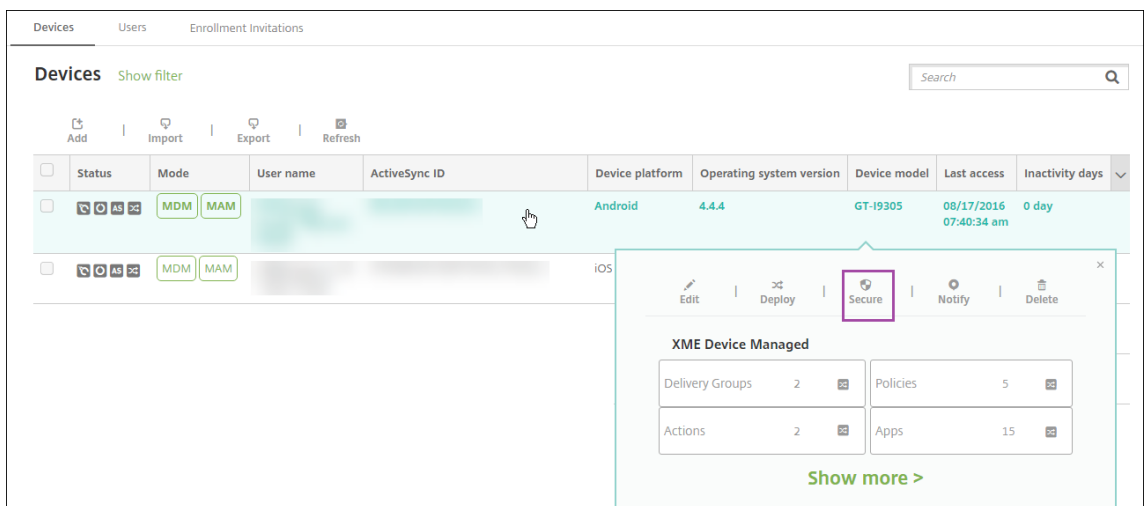 Devices Users Enrollment Invitations
Devices Show filter
Search
Add | Import | Export | Refresh
Status Mode User name ActiveSync ID Device platform Operating system version Device model Last access Inactivity days
AS MDM MAM Android 4.4.4 GT-I9305 08/17/2016 0 day
07:40:34 am
AS MDM MAM iOS
×
Edit | Deploy | Secure | Notify | Delete
XME Device Managed
Delivery Groups 2 Policies 5
Actions 2 Apps 15
Show more >